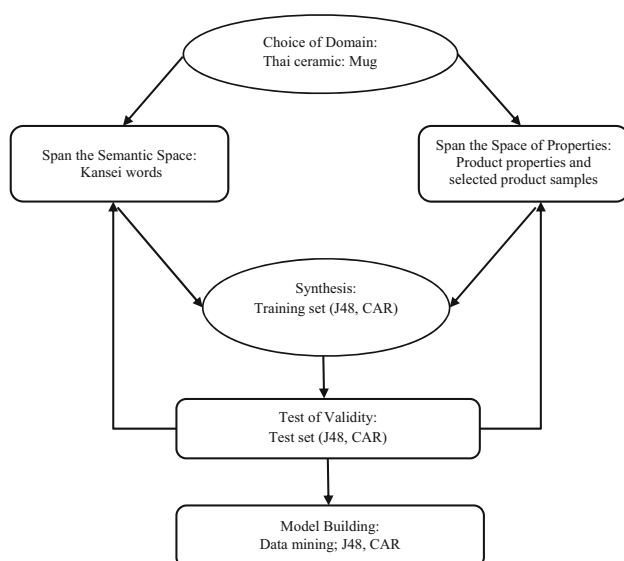 Choice of Domain:
Thai ceramic: Mug
Span the Semantic Space:
Kansei words
Span the Space of Properties:
Product properties and
selected product samples
Synthesis:
Training set (J48, CAR)
Test of Validity:
Test set (J48, CAR)
Model Building:
Data mining; J48, CAR